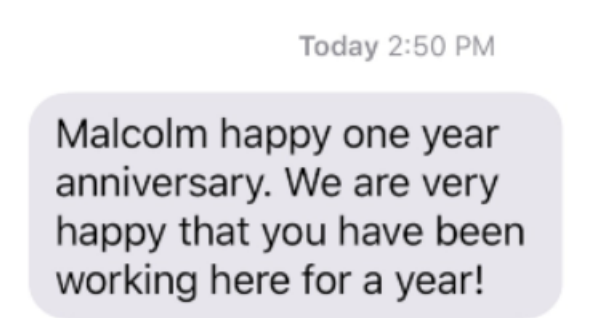 Today 2:50 PM
Malcolm happy one year
anniversary. We are very
happy that you have been
working here for a year!